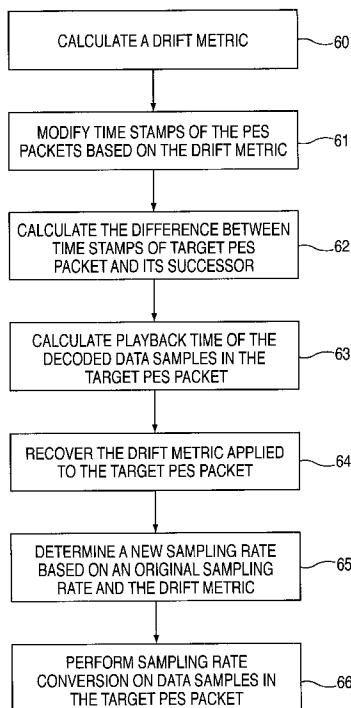 CALCULATE A DRIFT METRIC
60
MODIFY TIME STAMPS OF THE PES
PACKETS BASED ON THE DRIFT METRIC
61
CALCULATE THE DIFFERENCE BETWEEN
TIME STAMPS OF TARGET PES
PACKET AND ITS SUCCESSOR
62
CALCULATE PLAYBACK TIME OF THE
DECODED DATA SAMPLES IN THE
TARGET PES PACKET
63
RECOVER THE DRIFT METRIC APPLIED
TO THE TARGET PES PACKET
64
DETERMINE A NEW SAMPLING RATE
BASED ON AN ORIGINAL SAMPLING
RATE AND THE DRIFT METRIC
65
PERFORM SAMPLING RATE
CONVERSION ON DATA SAMPLES IN
THE TARGET PES PACKET
66